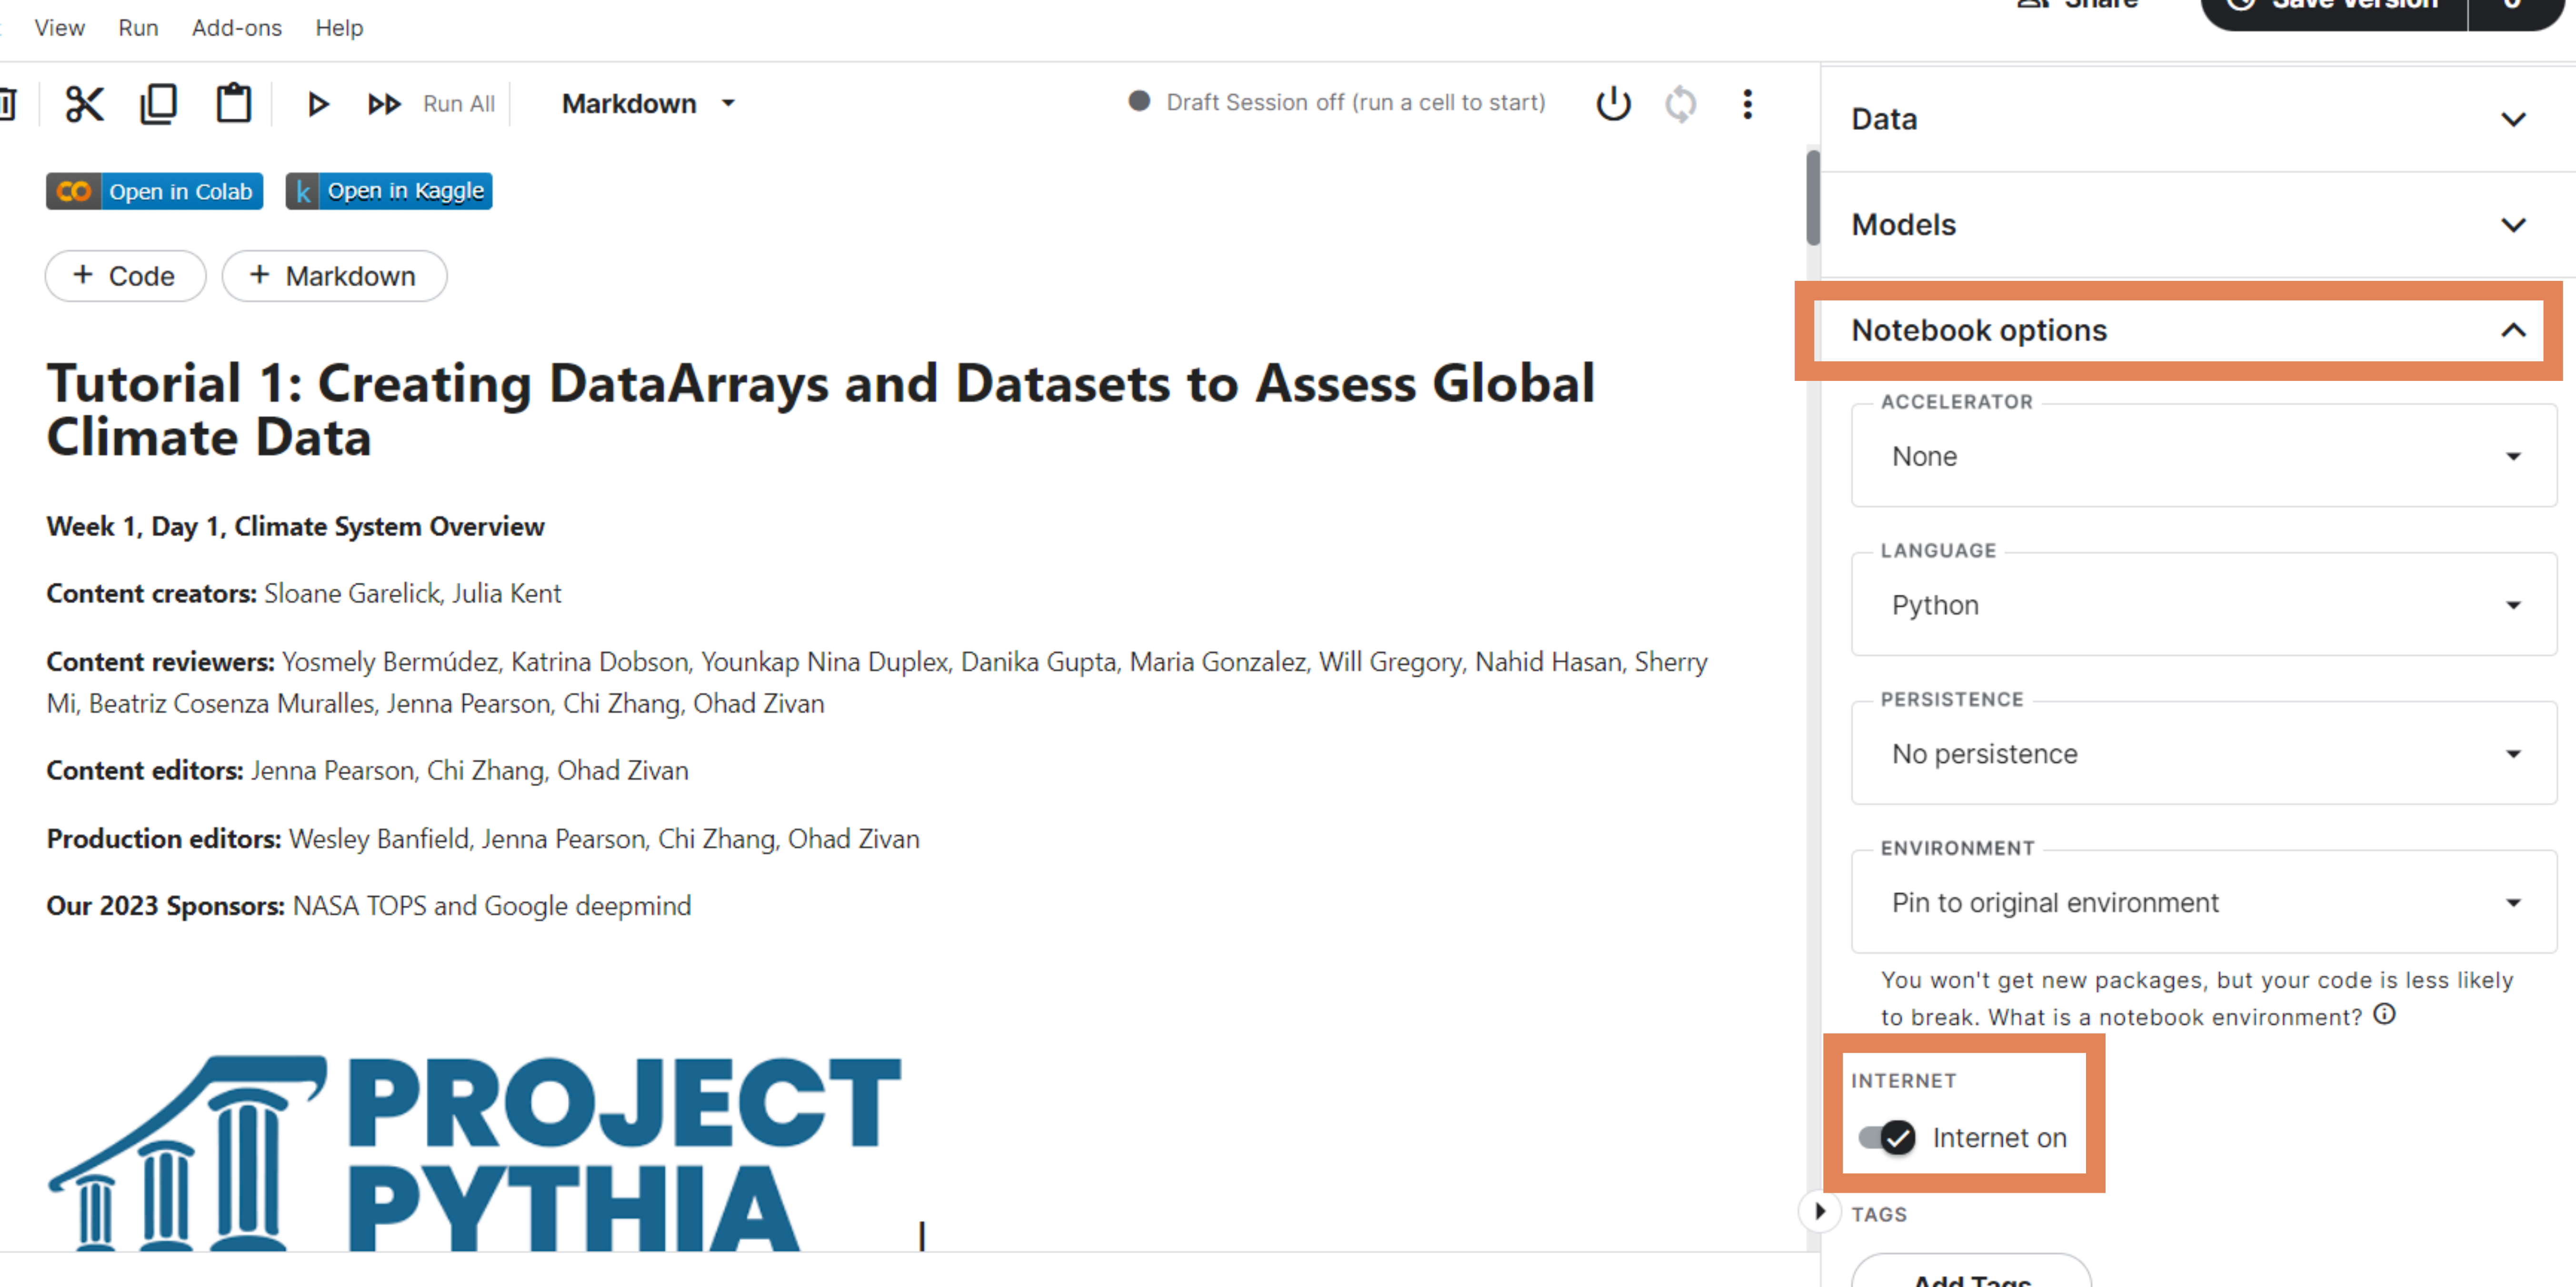 View Run Add-ons Help
Share
Save Version 0
Run All Markdown
Draft Session off (run a cell to start)
Open in Colab
k Open in Kaggle
+ Code + Markdown
Tutorial 1: Creating DataArrays and Datasets to Assess Global
Climate Data
Week 1, Day 1, Climate System Overview
Content creators: Sloane Garelick, Julia Kent
Content reviewers: Yosmely Bermúdez, Katrina Dobson, Younkap Nina Duplex, Danika Gupta, Maria Gonzalez, Will Gregory, Nahid Hasan, Sherry
Mi, Beatriz Cosenza Muralles, Jenna Pearson, Chi Zhang, Ohad Zivan
Content editors: Jenna Pearson, Chi Zhang, Ohad Zivan
Production editors: Wesley Banfield, Jenna Pearson, Chi Zhang, Ohad Zivan
Our 2023 Sponsors: NASA TOPS and Google deepmind
PROJECT
PYTHIA
Data
Models
Notebook options
ACCELERATOR
None
LANGUAGE
Python
PERSISTENCE
No persistence
ENVIRONMENT
Pin to original environment
You won't get new packages, but your code is less likely
to break. What is a notebook environment?
INTERNET
Internet on
TAGS
Add Tags